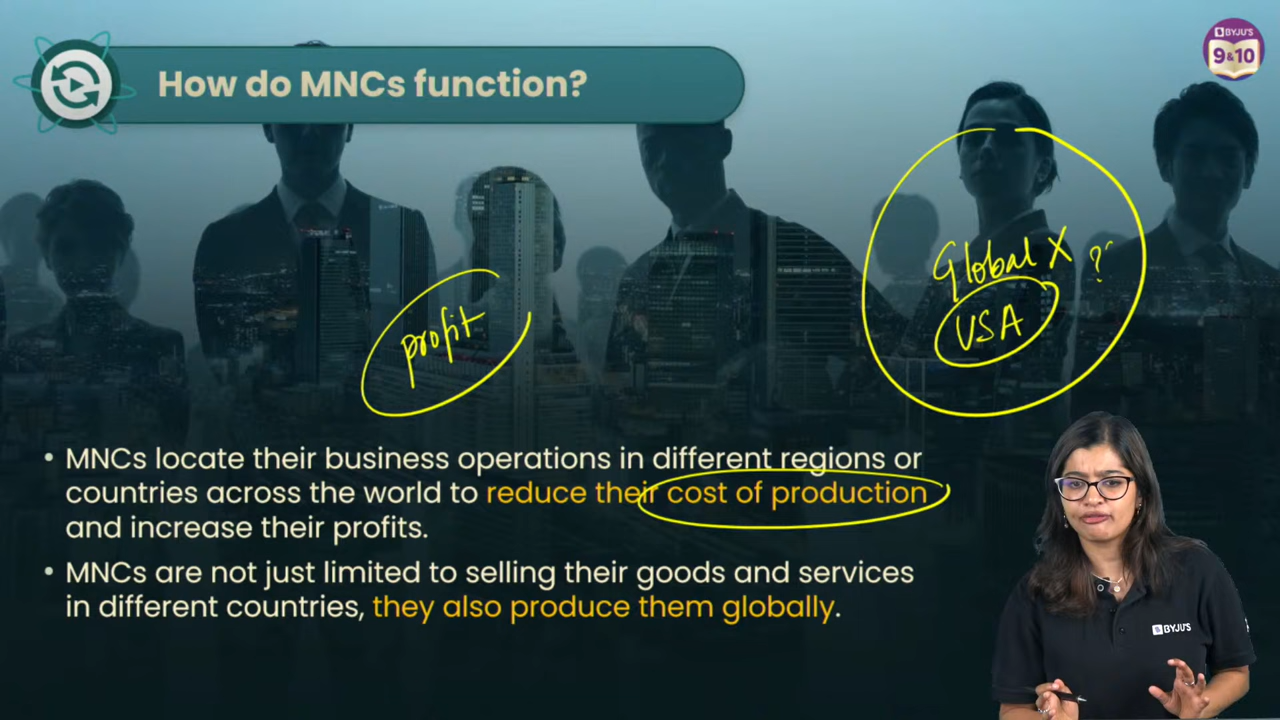 BYJU'S
9&10
How do MNCs function?
Global X ?
USA
profit
• MNCs locate their business operations in different regions or
countries across the world to reduce their cost of production
and increase their profits.
• MNCs are not just limited to selling their goods and services
in different countries, they also produce them globally.
BYJU'S